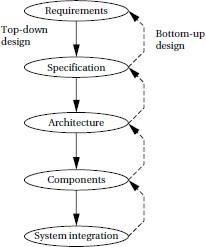 Requirements
Top-down
design
Bottom-up
design
Specification
Architecture
Components
System integration